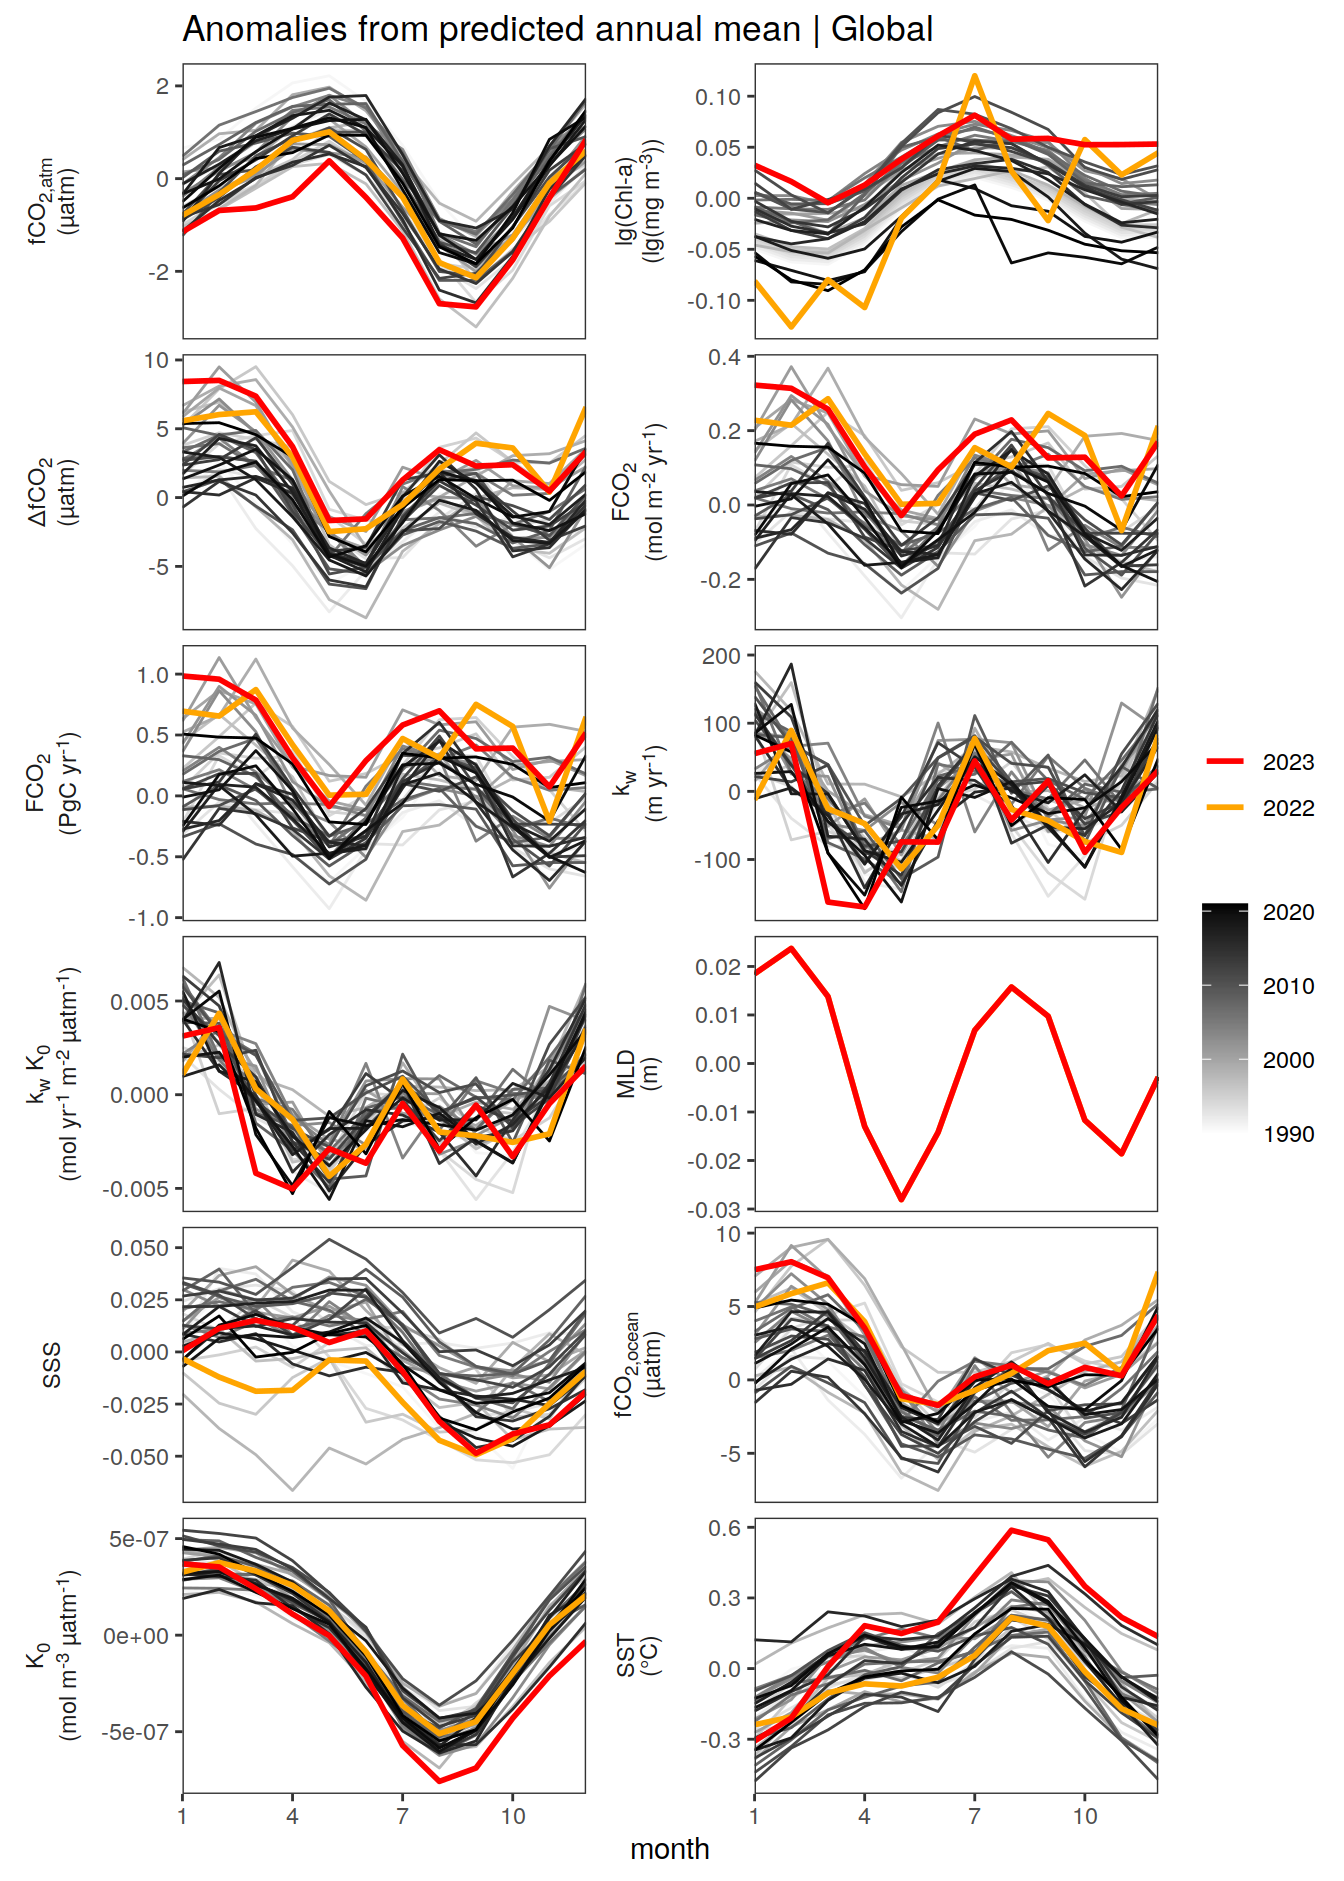 Anomalies from predicted annual mean | Global
fCO2,atm
(µatm)
2
0
-2
lg(Chl-a)
(lg(mg m-3))
0.10
0.05
0.00
-0.05
-0.10
ΔfCO2
(µatm)
10
5
0
-5
FCO2
(mol m-2 yr-1)
0.4
0.2
0.0
-0.2
FCO2
(PgC yr-1)
1.0
0.5
0.0
-0.5
-1.0
kw
(m yr-1)
200
100
0
-100
kw K0
(mol yr-1 m-2 µatm-1)
0.005
0.000
-0.005
MLD
(m)
0.02
0.01
0.00
-0.01
-0.02
-0.03
SSS
0.050
0.025
0.000
-0.025
-0.050
fCO2,ocean
(µatm)
10
5
0
-5
K0
(mol m-3 µatm-1)
5e-07
0e+00
-5e-07
SST
(°C)
0.6
0.3
0.0
-0.3
1 4 7 10
1 4 7 10
month
2023
2022
2020
2010
2000
1990